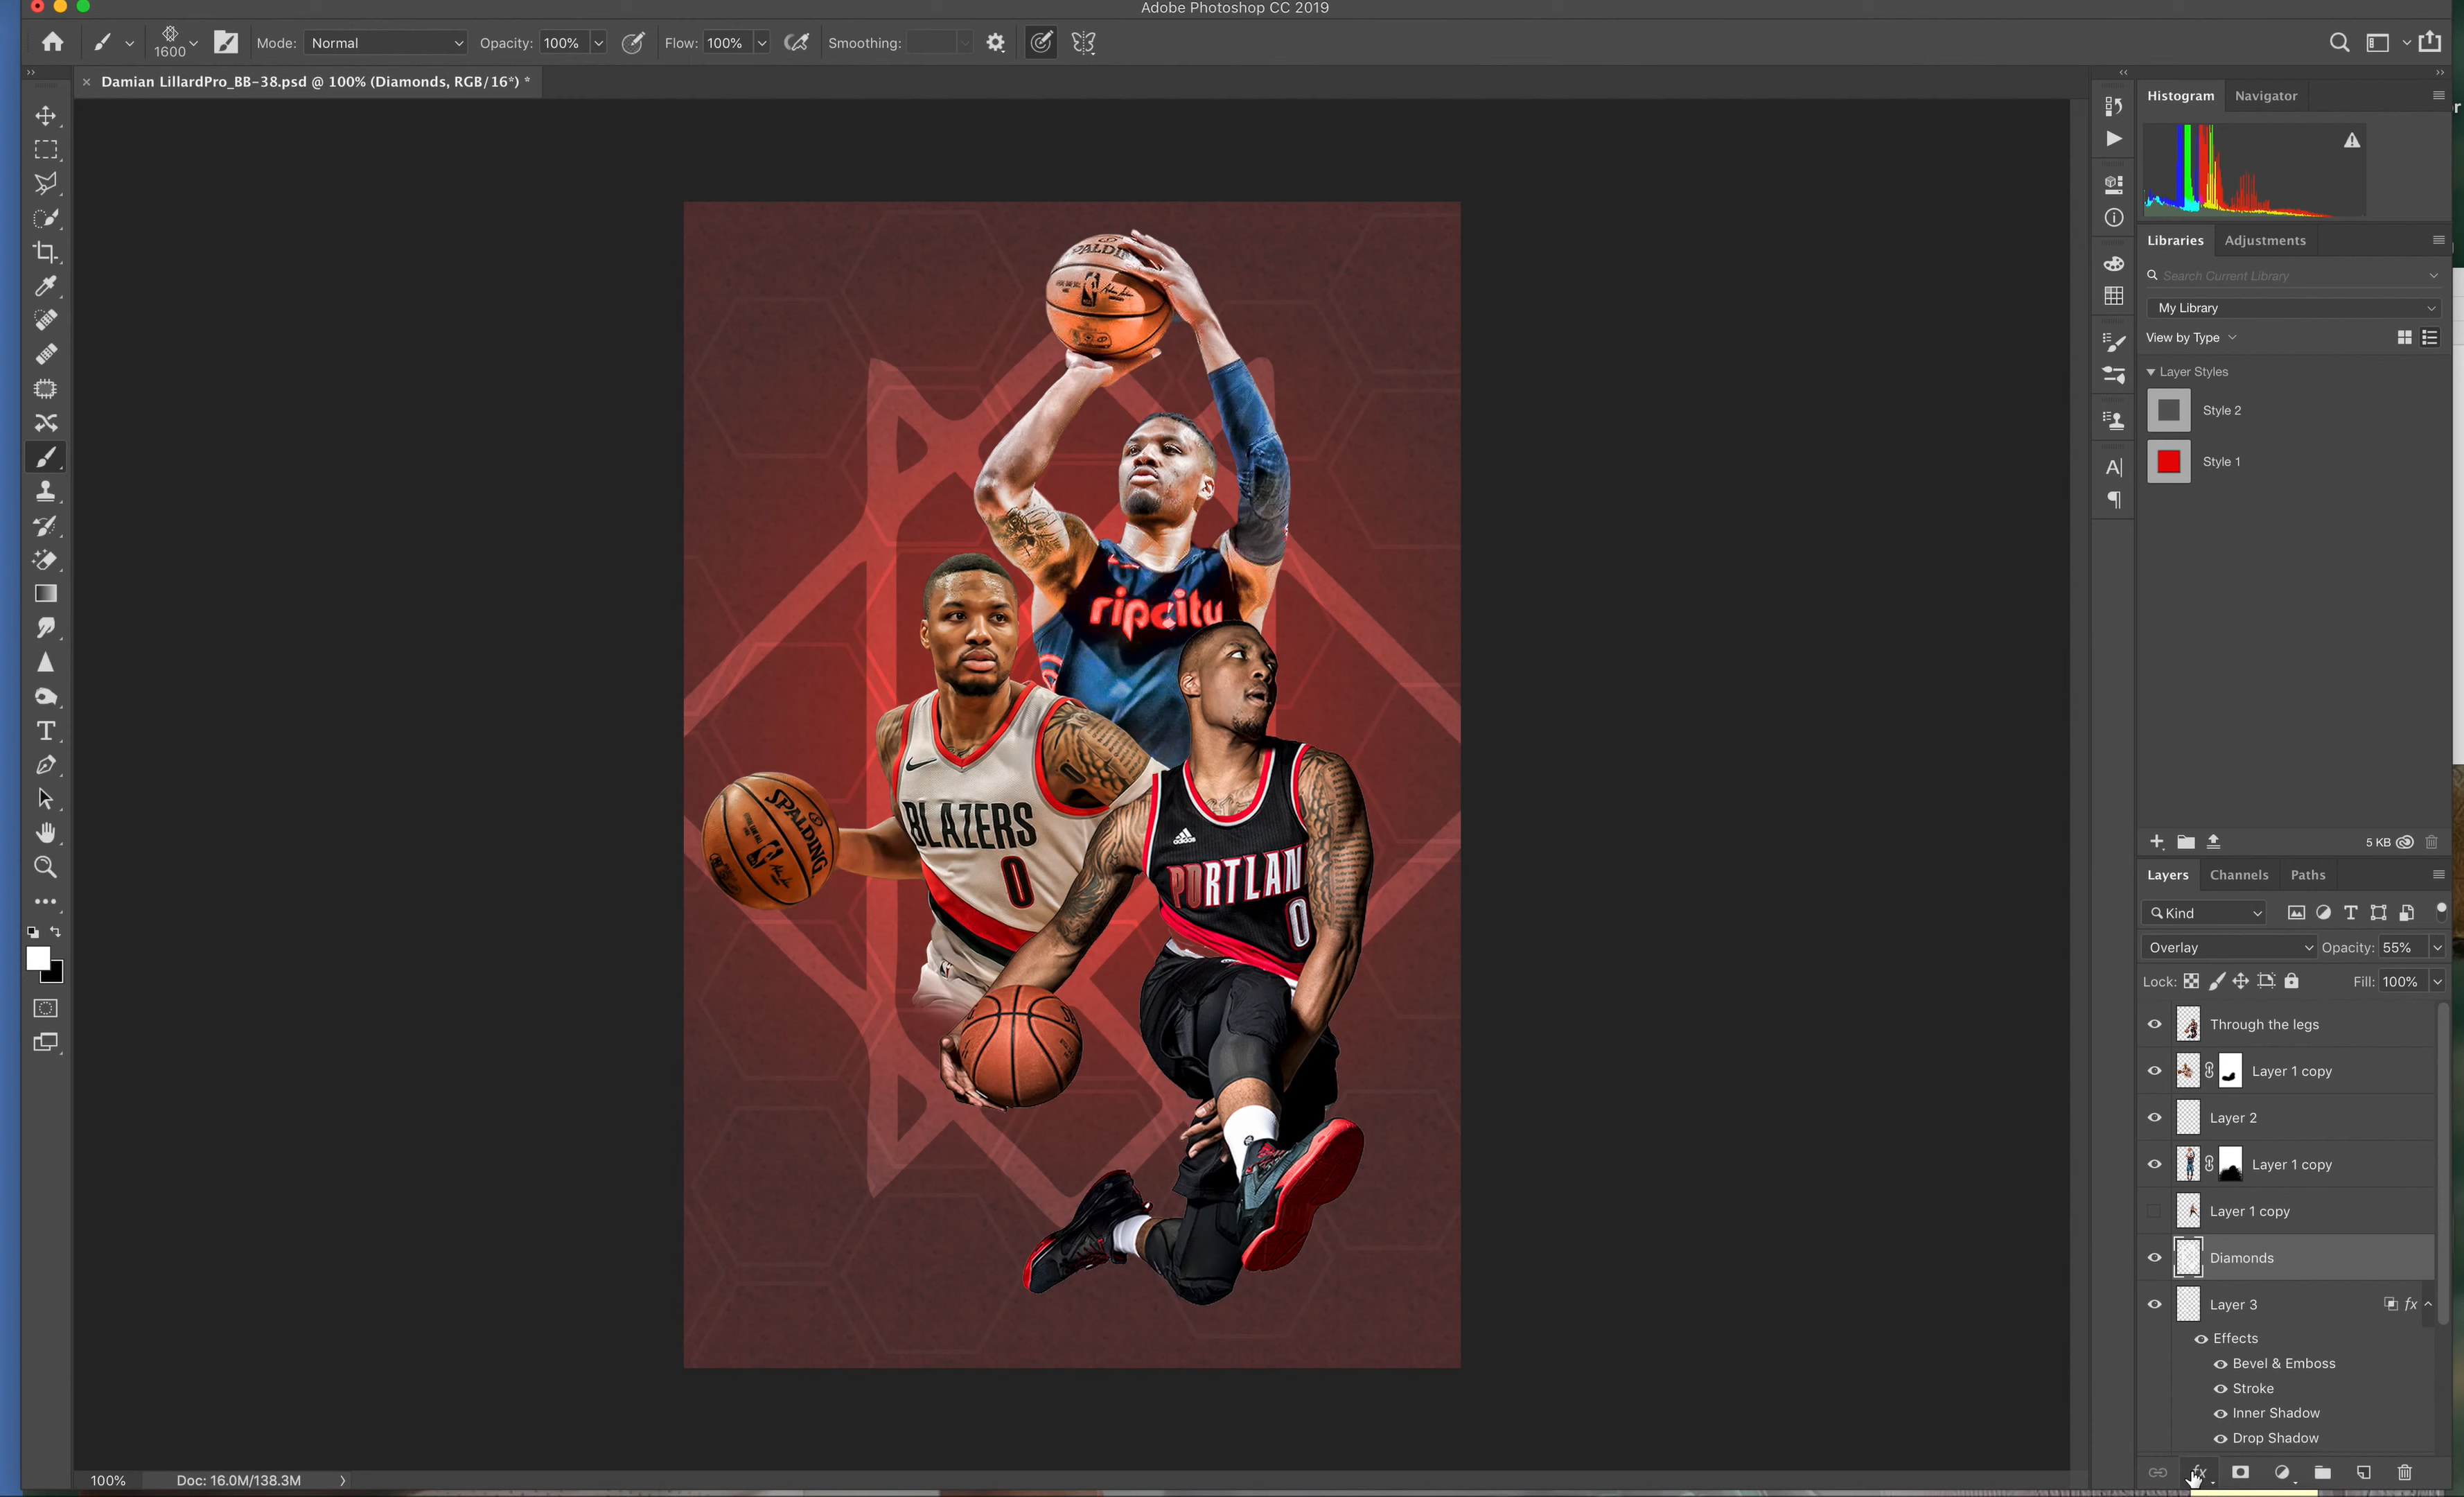 Adobe Photoshop CC 2019
1600
Mode: Normal
Opacity: 100%
Flow: 100%
Smoothing:
Damian LillardPro_BB-38.psd @ 100% (Diamonds, RGB/16*) *
Histogram
Navigator
Libraries
Adjustments
Search Current Library
My Library
View by Type
Layer Styles
Style 2
Style 1
5 KB
SPALDING
ripcity
SPALDING
BLAZERS
0
0
adidas
PORTLAN
0
Layers
Channels
Paths
Kind
Overlay
Opacity: 55%
Lock:
Fill: 100%
Through the legs
Layer 1 copy
Layer 2
Layer 1 copy
Layer 1 copy
Diamonds
Layer 3
fx
Effects
Bevel & Emboss
Stroke
Inner Shadow
Drop Shadow
fx
100%
Doc: 16.0M/138.3M